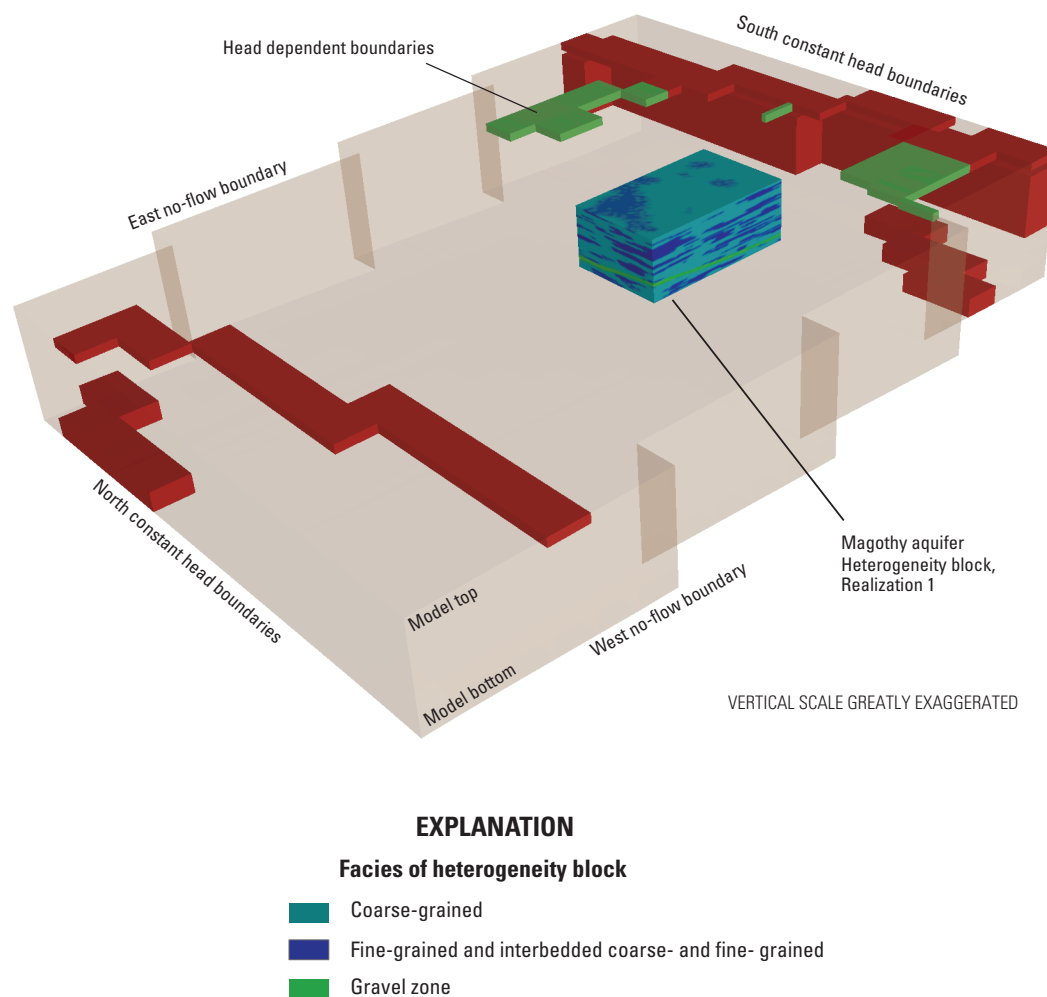 South constant head boundaries
Head dependent boundaries
East no-flow boundary
North constant head boundaries
Model top
Model bottom
West no-flow boundary
Magothy aquifer
Heterogeneity block,
Realization 1
VERTICAL SCALE GREATLY EXAGGERATED
EXPLANATION
Facies of heterogeneity block
Coarse-grained
Fine-grained and interbedded coarse- and fine- grained
Gravel zone